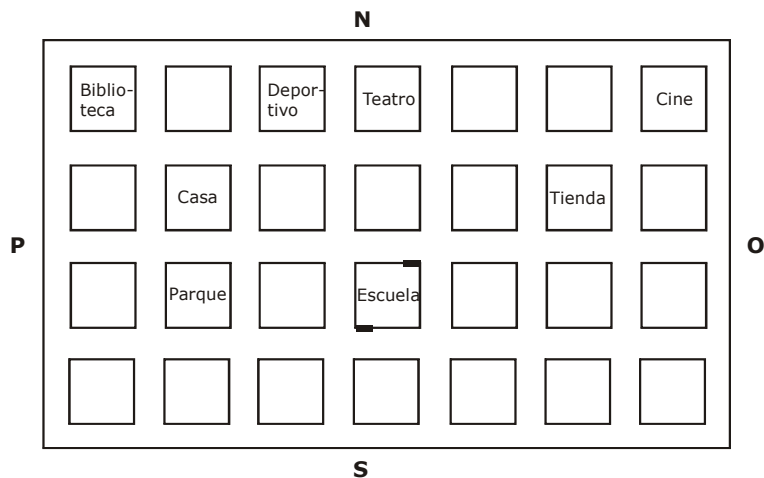 N
Biblio-
teca
Depor-
tivo
Teatro
Cine
Casa
Tienda
P
O
Parque
Escuela
S